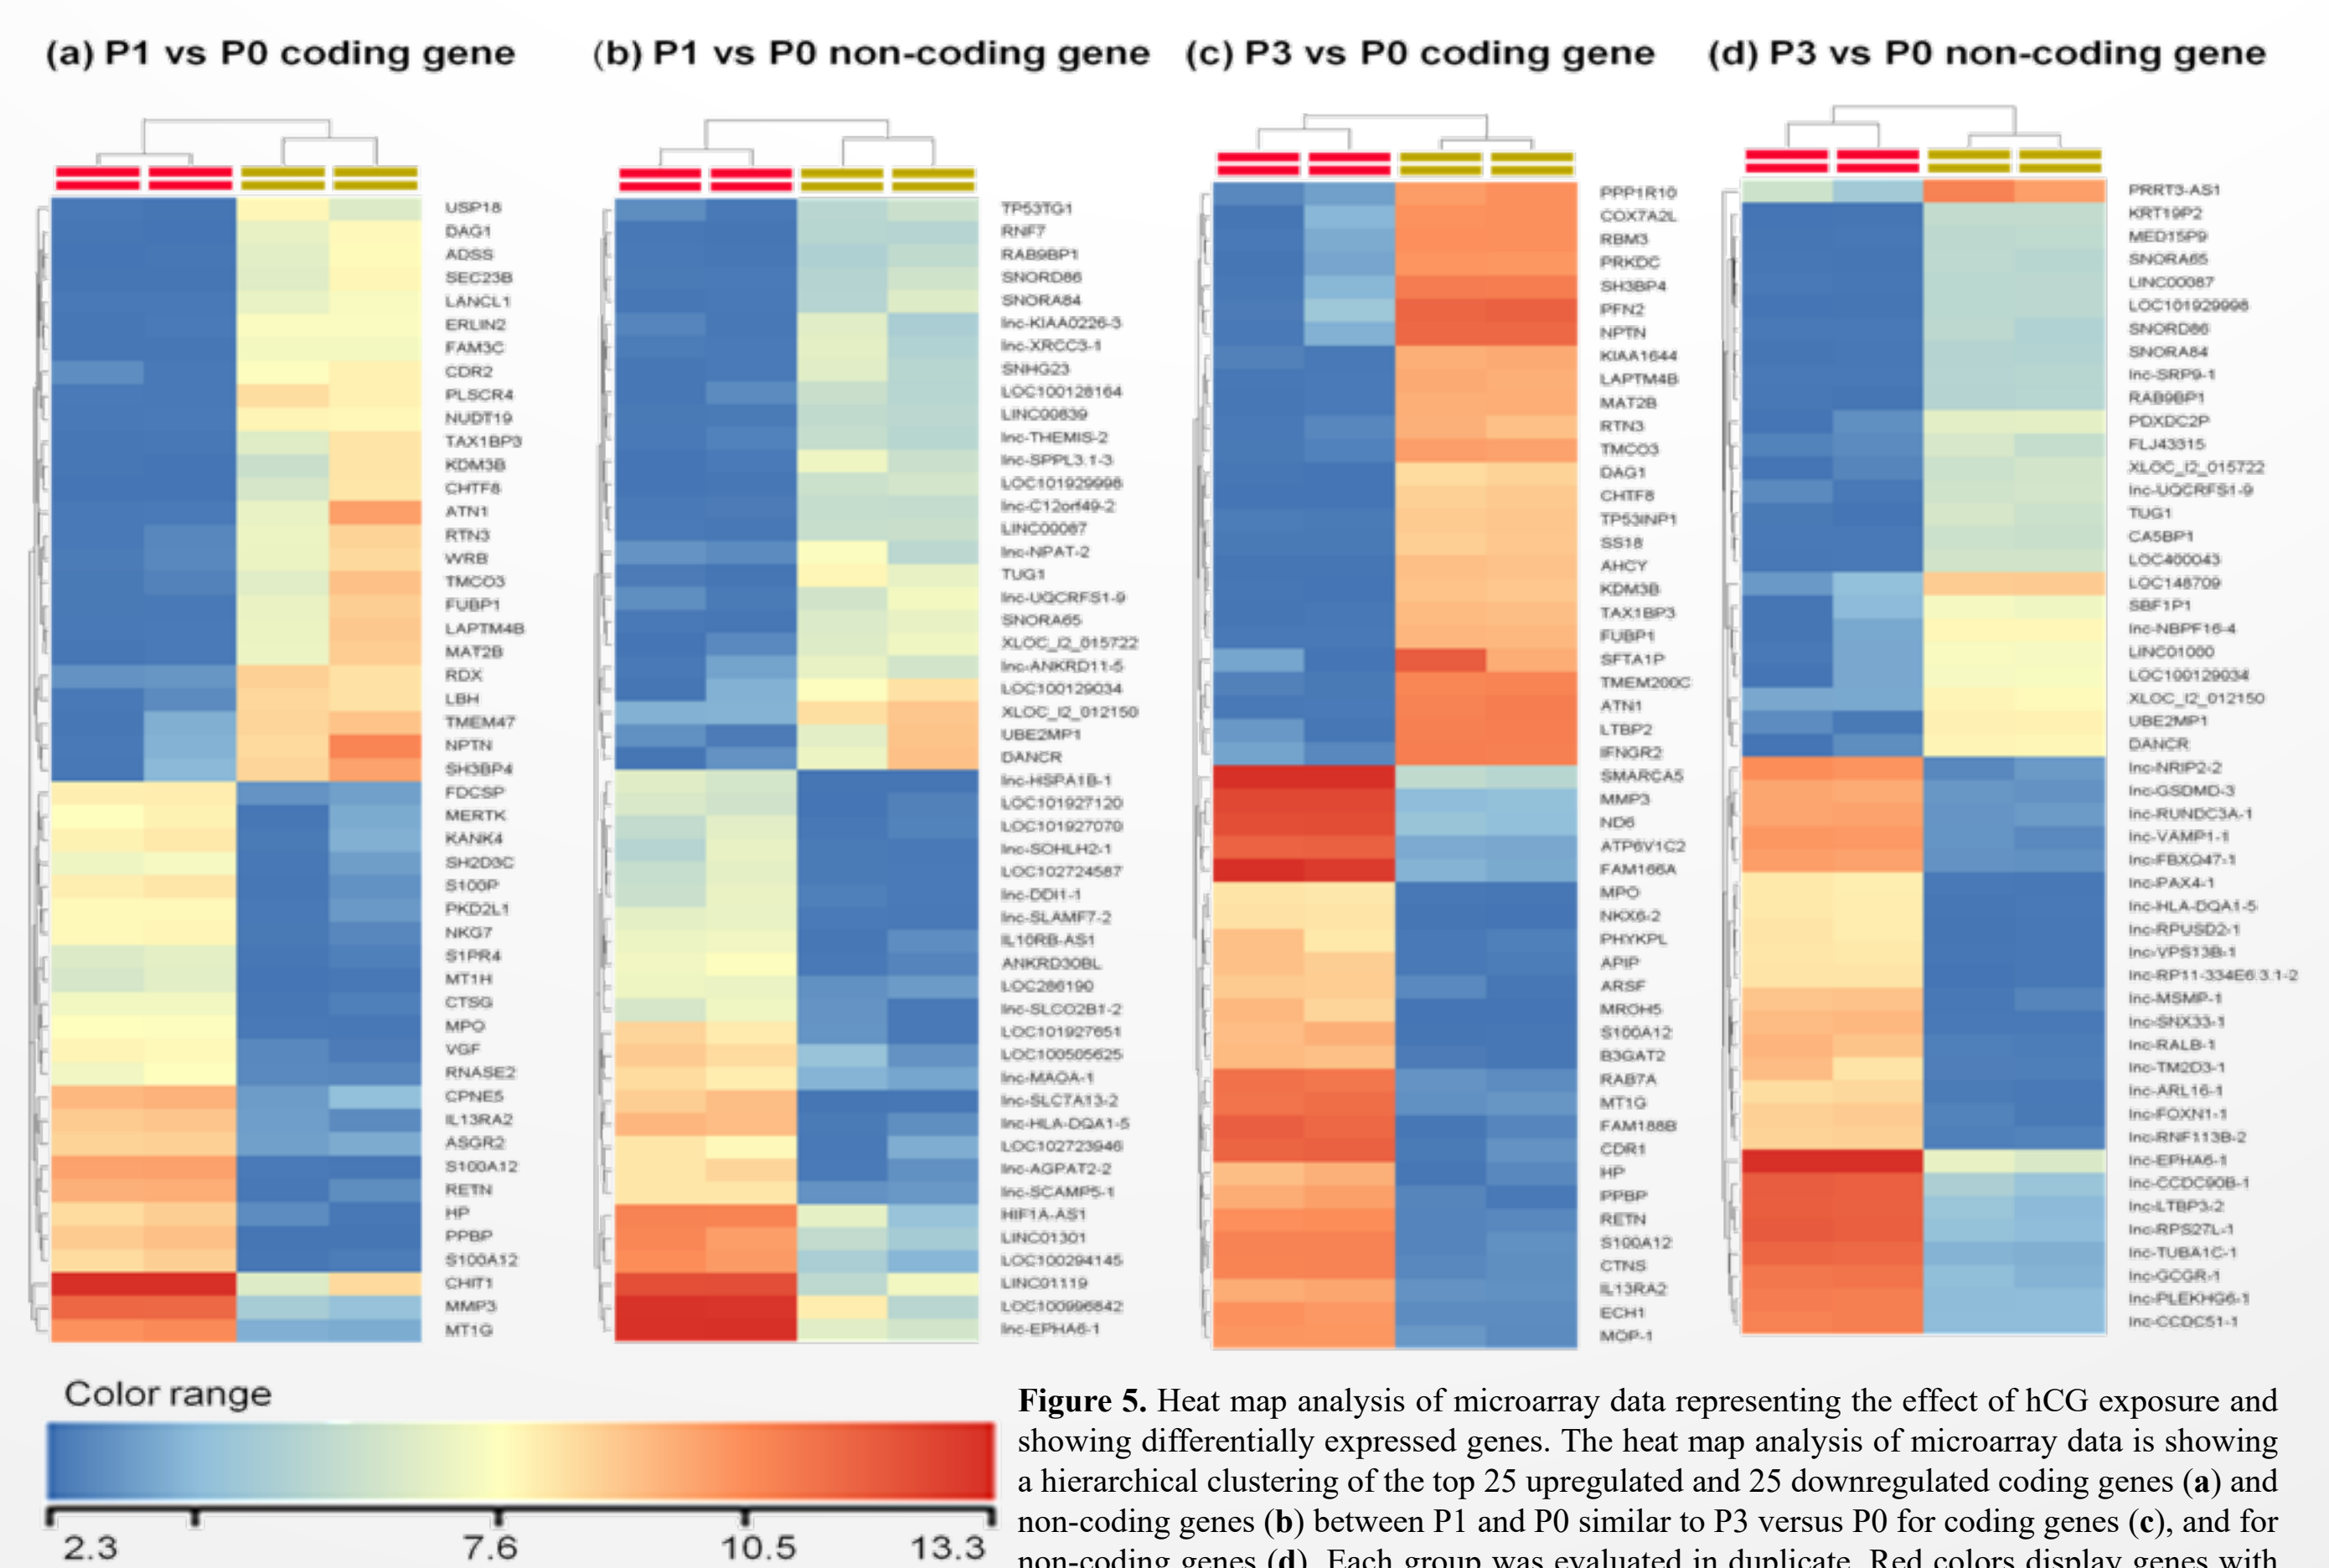 (a) P1 vs P0 coding gene
USP18
DAG1
ADSS
SEC23B
LANCL1
ERLIN2
FAM3C
CDR2
PLSCR4
NUDT19
TAX1BP3
KDM3B
CHTF8
ATN1
RTN3
WRB
TMCO3
FUBP1
LAPTM4B
MAT2B
RDX
LBH
TMEM47
NPTN
SH3BP4
FDCSP
MERTK
KANK4
SH2D3C
S100P
PKD2L1
NKG7
S1PR4
MT1H
CTSG
MPO
VGF
RNASE2
CPNE5
IL13RA2
ASGR2
S100A12
RETN
HP
PPBP
S100A12
CHIT1
MMP3
MT1G
(b) P1 vs P0 non-coding gene
TP53TG1
RNF7
RAB9BP1
SNORD86
SNORA84
lnc-KIAA0226-3
lnc-XRCC3-1
SNHG23
LOC100128164
LINC00839
lnc-THEMIS-2
lnc-SPPL3.1-3
LOC101929998
lnc-C12orf49-2
LINC00087
lnc-NPAT-2
TUG1
lnc-UQCRFS1-9
SNORA65
XLOC_l2_015722
lnc-ANKRD11-5
LOC100129034
XLOC_l2_012150
UBE2MP1
DANCR
lnc-HSPA1B-1
LOC101927120
LOC101927070
lnc-SOHLH2-1
LOC102724587
lnc-DDI1-1
lnc-SLAMF7-2
IL10RB-AS1
ANKRD30BL
LOC286190
lnc-SLCO2B1-2
LOC101927651
LOC100505625
lnc-MAOA-1
lnc-SLC7A13-2
lnc-HLA-DQA1-5
LOC102723946
lnc-AGPAT2-2
lnc-SCAMP5-1
HIF1A-AS1
LINC01301
LOC100294145
LINC01119
LOC100996842
lnc-EPHA6-1
(c) P3 vs P0 coding gene
PPP1R10
COX7A2L
RBM3
PRKDC
SH3BP4
PFN2
NPTN
KIAA1644
LAPTM4B
MAT2B
RTN3
TMCO3
DAG1
CHTF8
TP53INP1
SS18
AHCY
KDM3B
TAX1BP3
FUBP1
SFTA1P
TMEM200C
ATN1
LTBP2
IFNGR2
SMARCA5
MMP3
ND6
ATP6V1C2
FAM166A
MPO
NKX6-2
PHYKPL
APIP
ARSF
MROH5
S100A12
B3GAT2
RAB7A
MT1G
FAM188B
CDR1
HP
PPBP
RETN
S100A12
CTNS
IL13RA2
ECH1
MOP-1
(d) P3 vs P0 non-coding gene
PRRT3-AS1
KRT19P2
MED15P9
SNORA65
LINC00087
LOC101929998
SNORD86
SNORA84
lnc-SRP9-1
RAB9BP1
PDXDC2P
FLJ43315
XLOC_l2_015722
lnc-UQCRFS1-9
TUG1
CA5BP1
LOC400043
LOC148709
SBF1P1
lnc-NBPF16-4
LINC01000
LOC100129034
XLOC_l2_012150
UBE2MP1
DANCR
lnc-NRIP2-2
lnc-GSDMD-3
lnc-RUNDC3A-1
lnc-VAMP1-1
lnc-FBXO47-1
lnc-PAX4-1
lnc-HLA-DQA1-5
lnc-RPUSD2-1
lnc-VPS13B-1
lnc-RP11-334E6.3.1-2
lnc-MSMP-1
lnc-SNX33-1
lnc-RALB-1
lnc-TM2D3-1
lnc-ARL16-1
lnc-FOXN1-1
lnc-RNF113B-2
lnc-EPHA6-1
lnc-CCDC90B-1
lnc-LTBP3-2
lnc-RPS27L-1
lnc-TUBA1C-1
lnc-GCGR-1
lnc-PLEKHG6-1
lnc-CCDC51-1
Color range
2.3 7.6 10.5 13.3
Figure 5. Heat map analysis of microarray data representing the effect of hCG exposure and
showing differentially expressed genes. The heat map analysis of microarray data is showing
a hierarchical clustering of the top 25 upregulated and 25 downregulated coding genes (a) and
non-coding genes (b) between P1 and P0 similar to P3 versus P0 for coding genes (c), and for
non-coding genes (d). Each group was evaluated in duplicate. Red colors display genes with